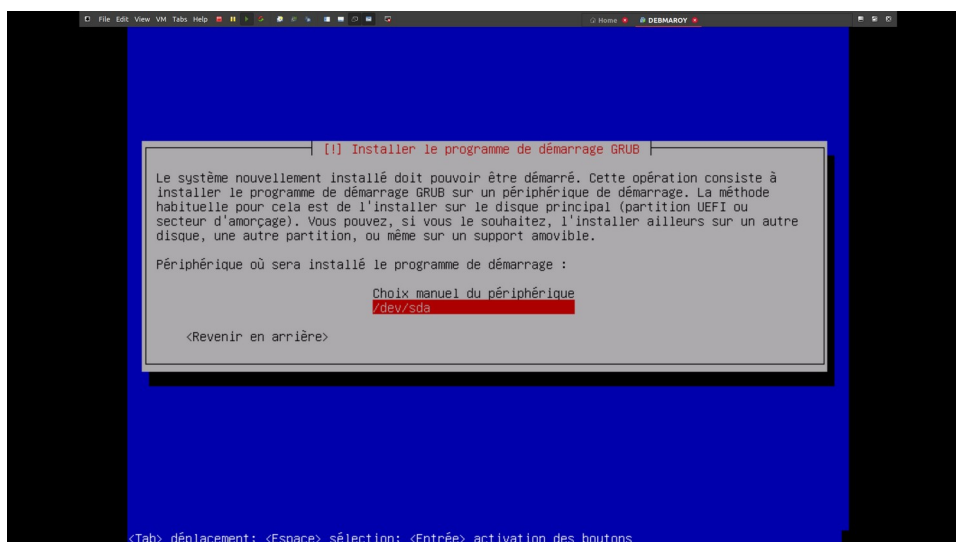 File Edit View VM Tabs Help
Home
DEBMAROY
[!] Installer le programme de démarrage GRUB
Le système nouvellement installé doit pouvoir être démarré. Cette opération consiste à
installer le programme de démarrage GRUB sur un périphérique de démarrage. La méthode
habituelle pour cela est de l'installer sur le disque principal (partition UEFI ou
secteur d'amorçage). Vous pouvez, si vous le souhaitez, l'installer ailleurs sur un autre
disque, une autre partition, ou même sur un support amovible.
Périphérique où sera installé le programme de démarrage :
Choix manuel du périphérique
/dev/sda
<Revenir en arrière>
<Tab> déplacement; <Espace> sélection; <Entrée> activation des boutons